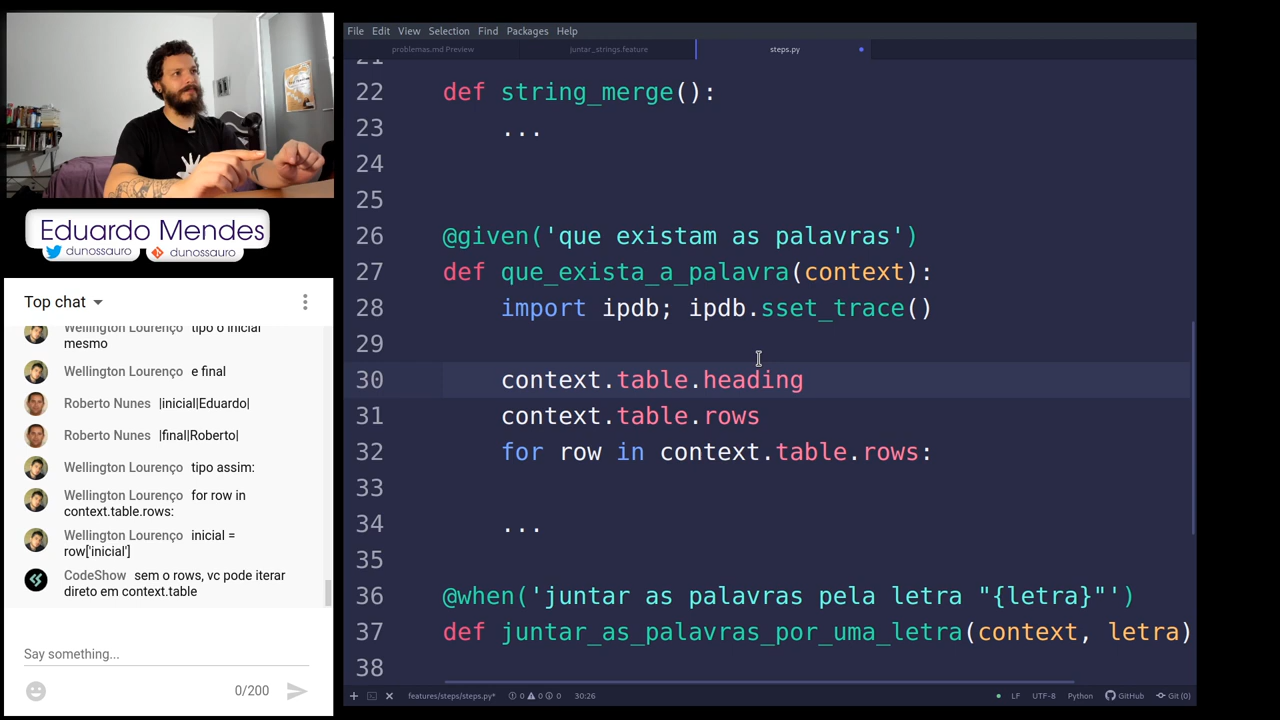 File Edit View Selection Find Packages Help
problemas.md Preview
juntar_strings.feature
steps.py
21
22 def string_merge():
23 ...
24
25
26 @given('que existam as palavras')
27 def que_exista_a_palavra(context):
28 import ipdb; ipdb.sset_trace()
29
30 context.table.heading
31 context.table.rows
32 for row in context.table.rows:
33
34 ...
35
36 @when('juntar as palavras pela letra "{letra}"')
37 def juntar_as_palavras_por_uma_letra(context, letra)
38
features/steps/steps.py* 0 0 0 30:26
LF UTF-8 Python GitHub Git (0)
Eduardo Mendes
dunossauro dunossauro
Top chat
Wellington Lourenço tipo o inicial
mesmo
Wellington Lourenço e final
Roberto Nunes |inicial|Eduardo|
Roberto Nunes |final|Roberto|
Wellington Lourenço tipo assim:
Wellington Lourenço for row in
context.table.rows:
Wellington Lourenço inicial =
row['inicial']
CodeShow sem o rows, vc pode iterar
direto em context.table
Say something...
0/200